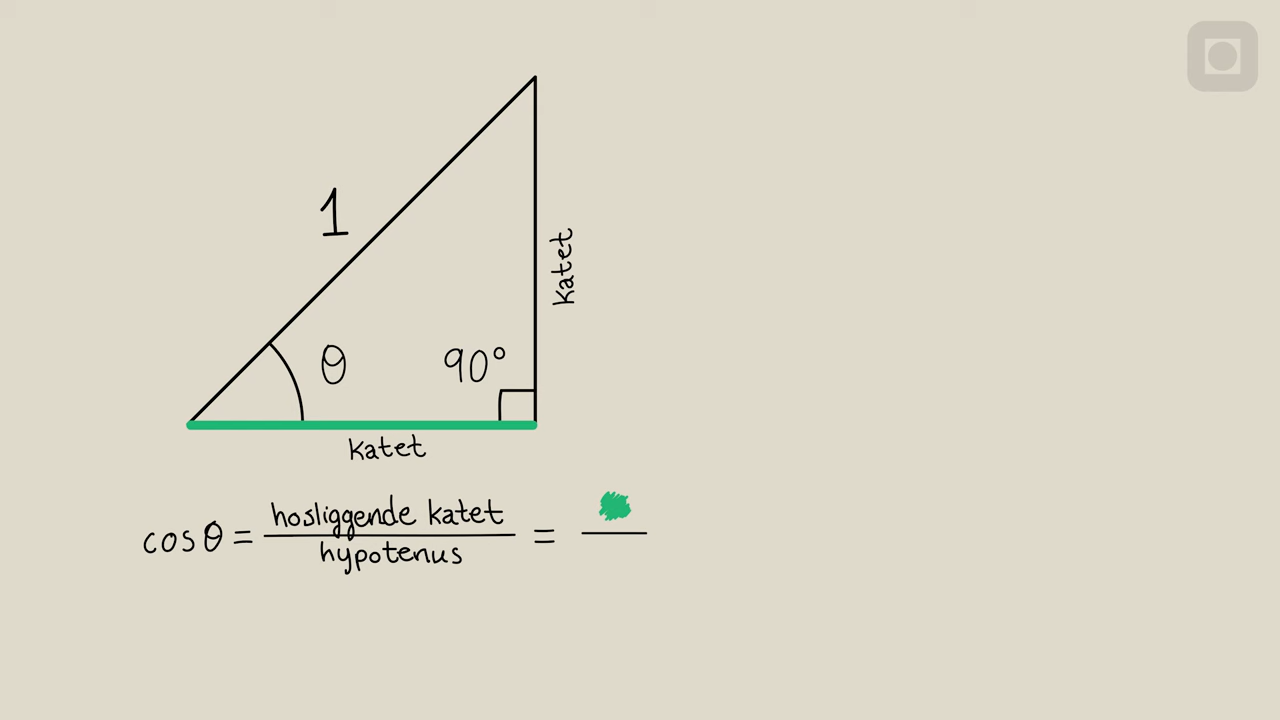 1
katet
θ
90°
katet
cos θ = hosliggende katet / hypotenus =